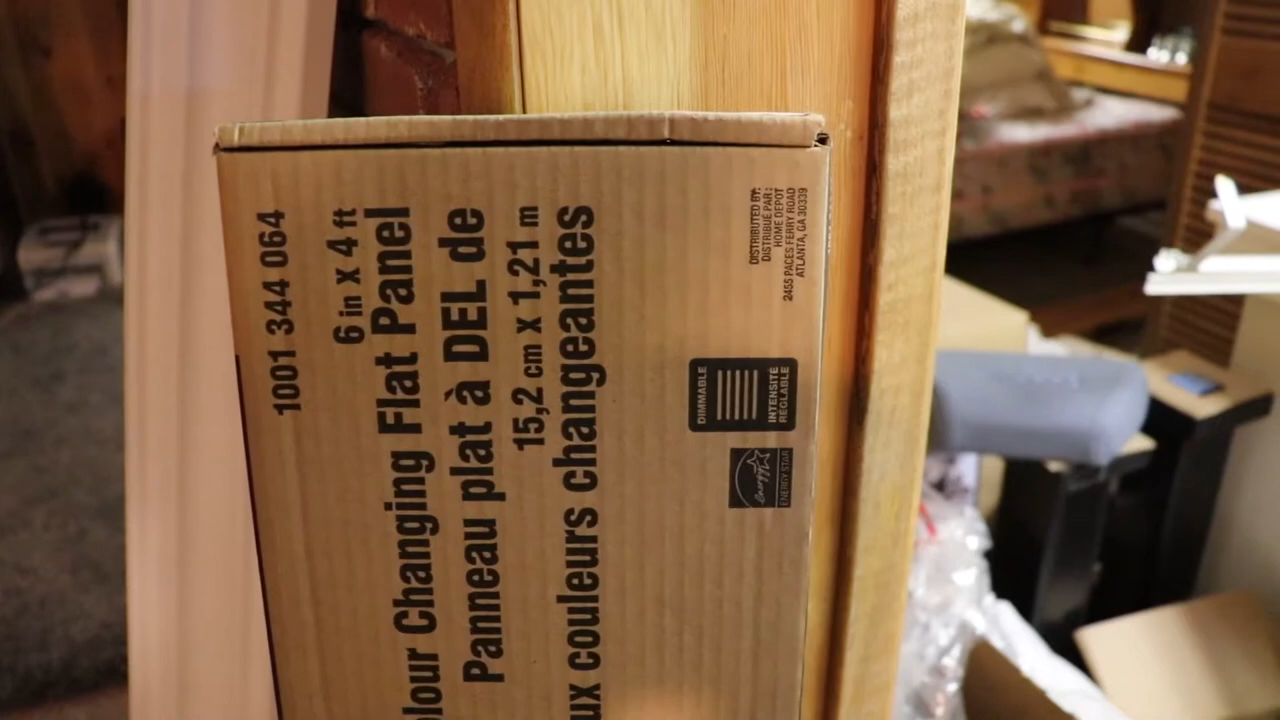 1001 344 064
6 in x 4 ft
Changing Flat Panel
Panneau plat à DEL de
15,2 cm x 1,21 m
couleurs changeantes
DIMMABLE
INTENSITÉ
RÉGLABLE
energy
ENERGY STAR
DISTRIBUTED BY:
DISTRIBUÉ PAR :
HOME DEPOT
2455 PACES FERRY ROAD
ATLANTA, GA 30339